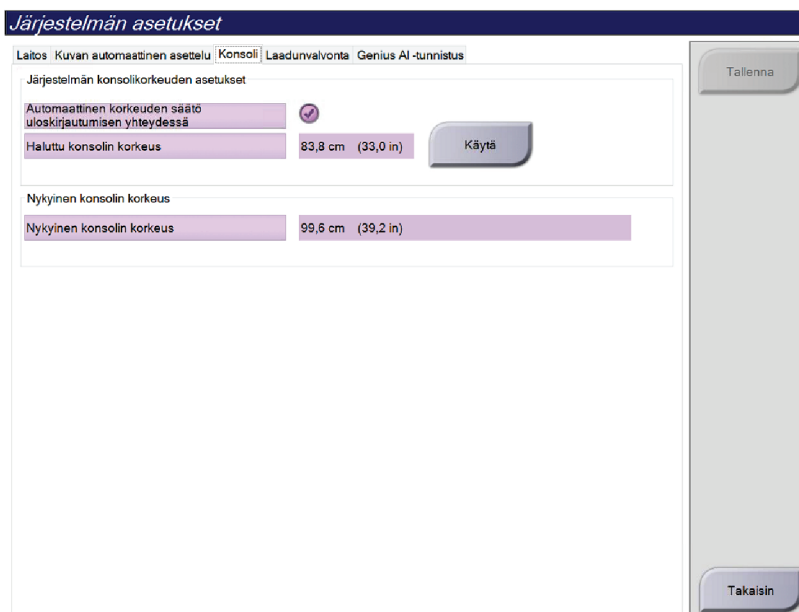 Järjestelmän asetukset
Laitos Kuvan automaattinen asettelu Konsoli Laadunvalvonta Genius AI -tunnistus
Tallenna
Järjestelmän konsolikorkeuden asetukset
Automaattinen korkeuden säätö
uloskirjautumisen yhteydessä
Haluttu konsolin korkeus 83,8 cm (33,0 in) Käytä
Nykyinen konsolin korkeus
Nykyinen konsolin korkeus 99,6 cm (39,2 in)
Takaisin